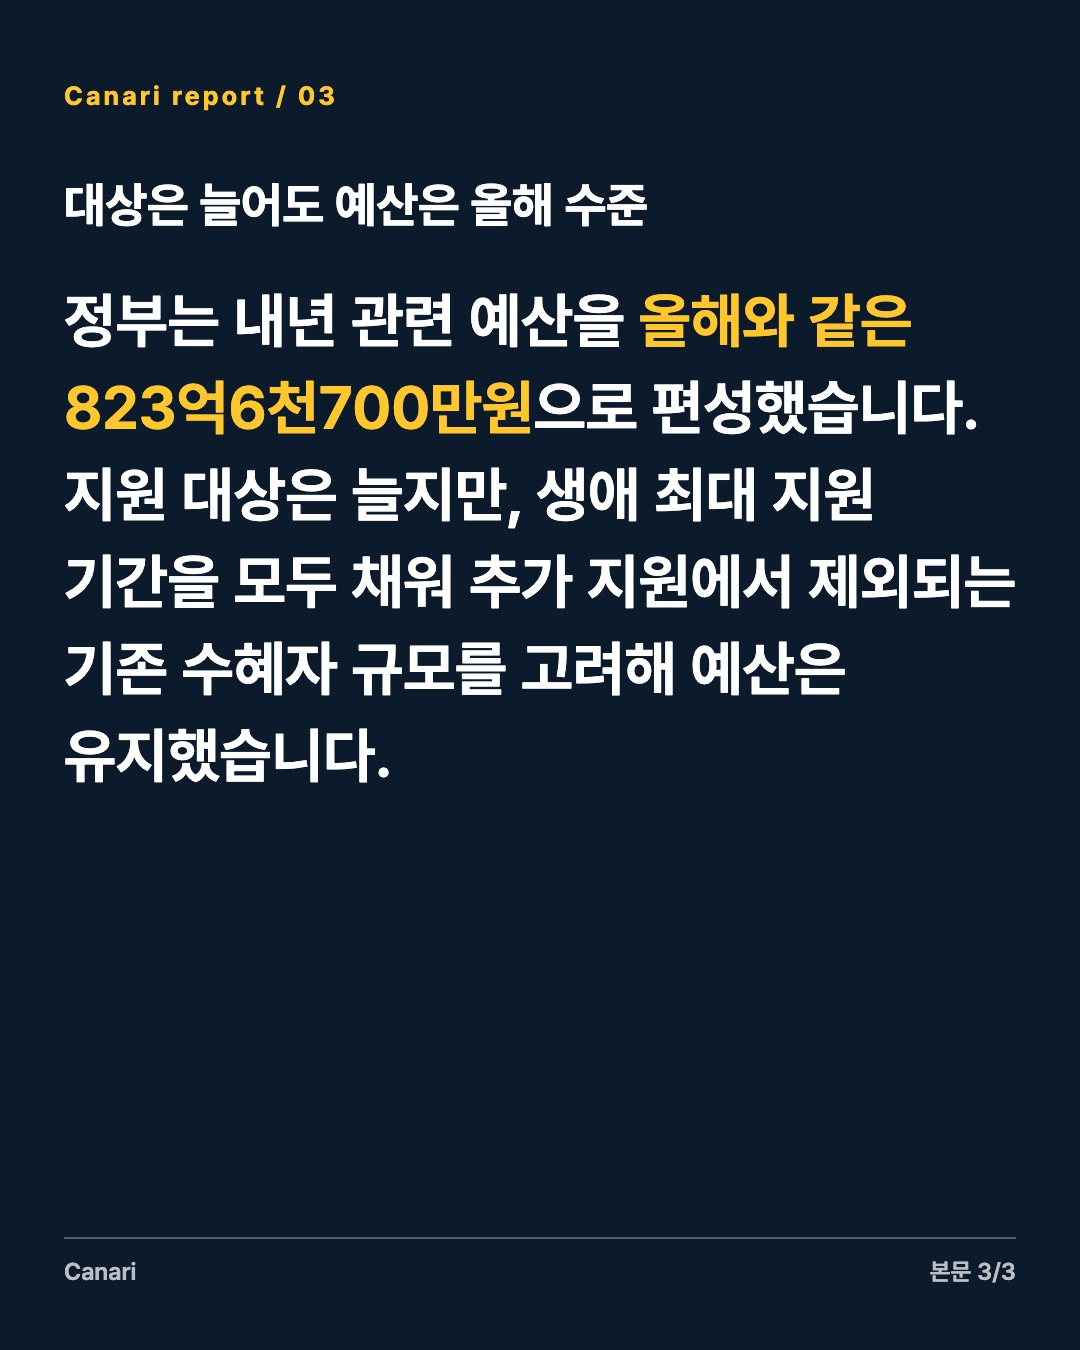 Canari report / 03
대상은 늘어도 예산은 올해 수준
정부는 내년 관련 예산을 올해와 같은
823억6천700만원으로 편성했습니다.
지원 대상은 늘지만, 생애 최대 지원
기간을 모두 채워 추가 지원에서 제외되는
기존 수혜자 규모를 고려해 예산은
유지했습니다.
Canari
본문 3/3